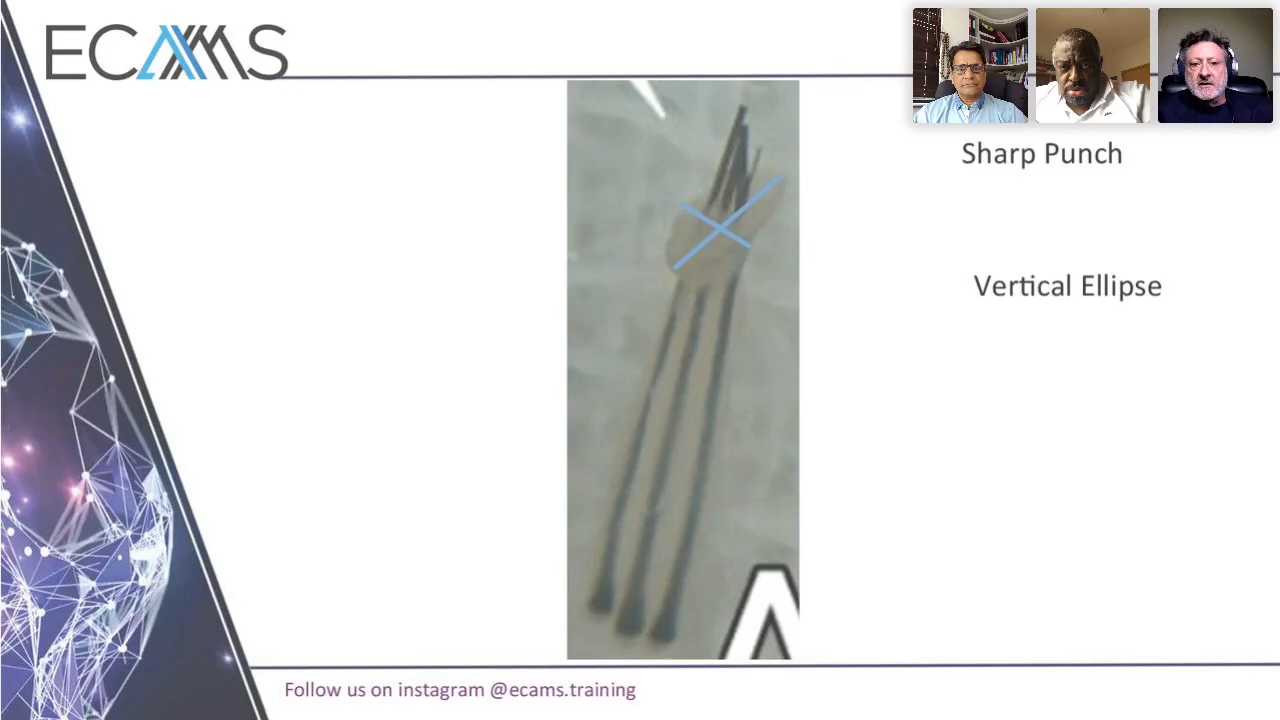 ECAMS
Sharp Punch
Vertical Ellipse
A
Follow us on instagram @ecams.training